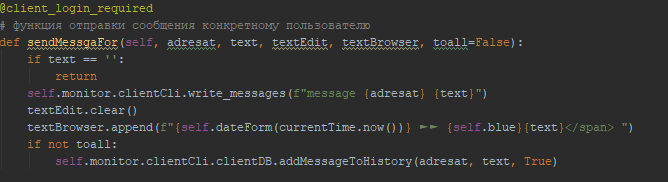 @client_login_required
# функция отправки сообщения конкретному пользователю
def sendMessgaFor(self, adresat, text, textEdit, textBrowser, toall=False):
    if text == '':
        return
    self.monitor.clientCli.write_messages(f"message {adresat} {text}")
    textEdit.clear()
    textBrowser.append(f"{self.dateForm(currentTime.now())} ►► {self.blue}{text}</span> ")
    if not toall:
        self.monitor.clientCli.clientDB.addMessageToHistory(adresat, text, True)